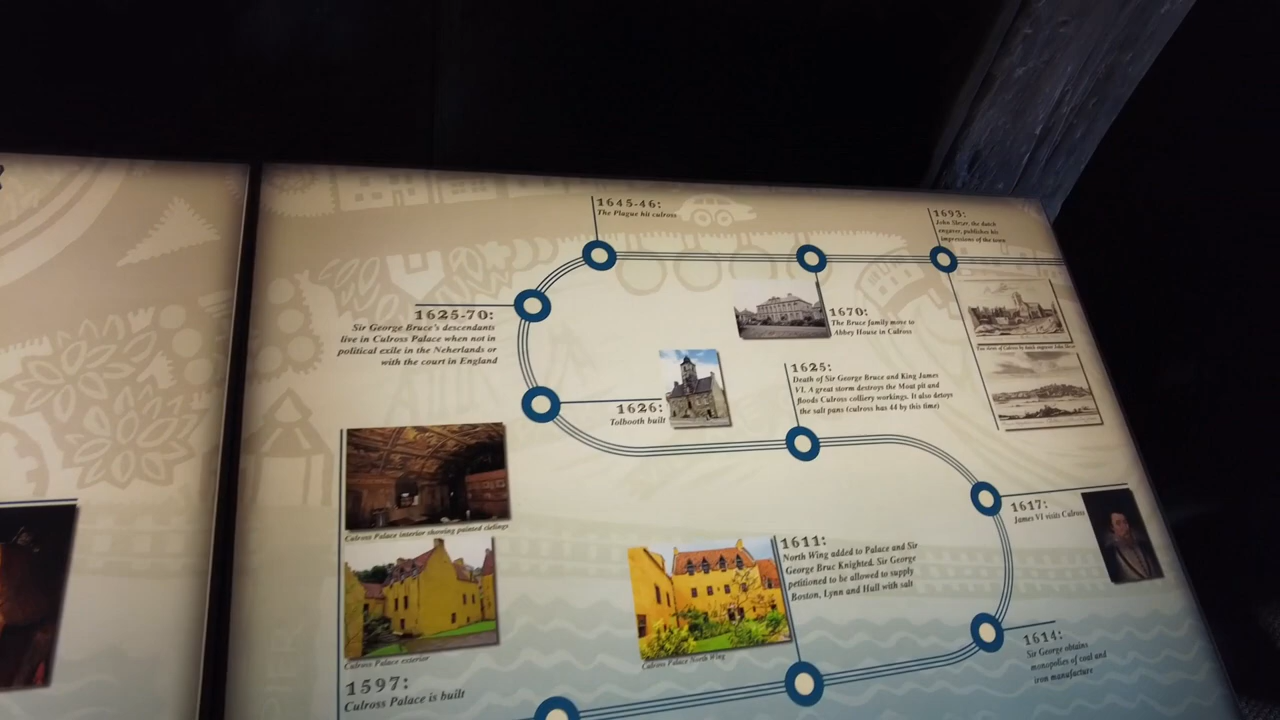 1645-46:
The Plague hit culross
1693:
John Slezer, the dutch
engraver, publishes his
impressions of the town
1625-70:
Sir George Bruce's descendants
live in Culross Palace when not in
political exile in the Neherlands or
with the court in England
1670:
The Bruce family move to
Abbey House in Culross
1626:
Tolbooth built
1625:
Death of Sir George Bruce and King James
VI. A great storm destroys the Moat pit and
floods Culross colliery workings. It also detoys
the salt pans (culross has 44 by this time)
1617:
James VI visits Culross
Culross Palace interior showing painted cielings
1611:
North Wing added to Palace and Sir
George Bruc Knighted. Sir George
petitioned to be allowed to supply
Boston, Lynn and Hull with salt
1614:
Sir George obtains
monopolies of coal and
iron manufacture
Culross Palace exterior
Culross Palace North Wing
1597:
Culross Palace is built